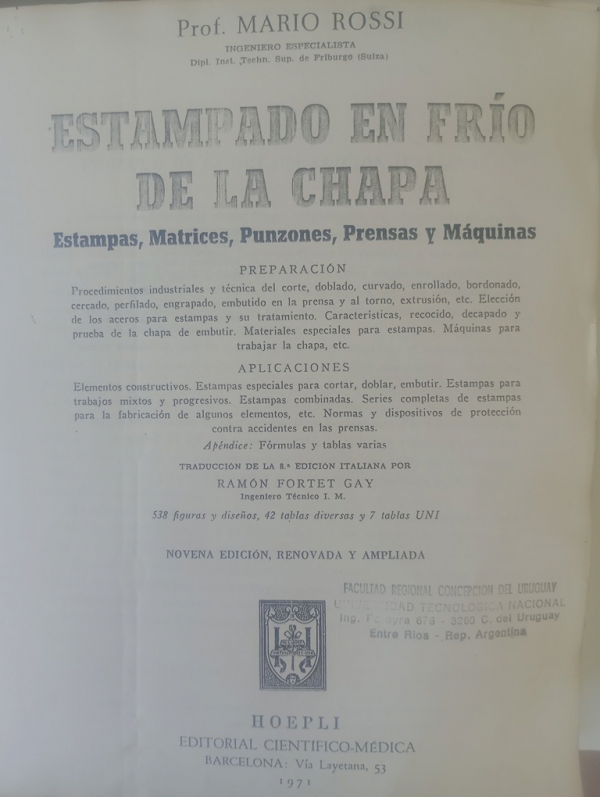 Prof. MARIO ROSSI
INGENIERO ESPECIALISTA
Dipl. Inst. Techn. Sup. de Friburgo (Suiza)
ESTAMPADO EN FRÍO
DE LA CHAPA
Estampas, Matrices, Punzones, Prensas y Máquinas
PREPARACIÓN
Procedimientos industriales y técnica del corte, doblado, curvado, enrollado, bordonado,
cercado, perfilado, engrapado, embutido en la prensa y al torno, extrusión, etc. Elección
de los aceros para estampas y su tratamiento. Características, recocido, decapado y
prueba de la chapa de embutir. Materiales especiales para estampas. Máquinas para
trabajar la chapa, etc.
APLICACIONES
Elementos constructivos. Estampas especiales para cortar, doblar, embutir. Estampas para
trabajos mixtos y progresivos. Estampas combinadas. Series completas de estampas
para la fabricación de algunos elementos, etc. Normas y dispositivos de protección
contra accidentes en las prensas.
Apéndice: Fórmulas y tablas varias
TRADUCCIÓN DE LA 8.ª EDICIÓN ITALIANA POR
RAMÓN FORTET GAY
Ingeniero Técnico I. M.
538 figuras y diseños, 42 tablas diversas y 7 tablas UNI
NOVENA EDICIÓN, RENOVADA Y AMPLIADA
FACULTAD REGIONAL CONCEPCION DEL URUGUAY
UNIVERSIDAD TECNOLOGICA NACIONAL
Ing. Pereyra 676 - 3260 C. del Uruguay
Entre Rios - Rep. Argentina
HOEPLI
EDITORIAL CIENTIFICO-MÉDICA
BARCELONA: Vía Layetana, 53
1971